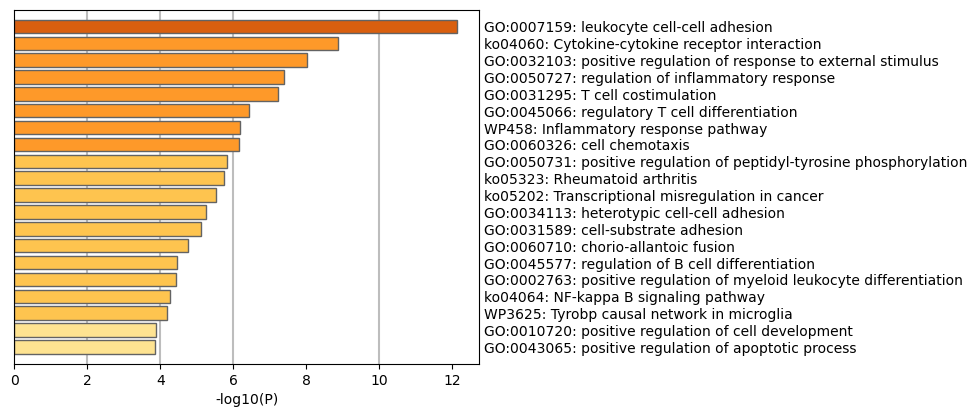 GO:0007159: leukocyte cell-cell adhesion
ko04060: Cytokine-cytokine receptor interaction
GO:0032103: positive regulation of response to external stimulus
GO:0050727: regulation of inflammatory response
GO:0031295: T cell costimulation
GO:0045066: regulatory T cell differentiation
WP458: Inflammatory response pathway
GO:0060326: cell chemotaxis
GO:0050731: positive regulation of peptidyl-tyrosine phosphorylation
ko05323: Rheumatoid arthritis
ko05202: Transcriptional misregulation in cancer
GO:0034113: heterotypic cell-cell adhesion
GO:0031589: cell-substrate adhesion
GO:0060710: chorio-allantoic fusion
GO:0045577: regulation of B cell differentiation
GO:0002763: positive regulation of myeloid leukocyte differentiation
ko04064: NF-kappa B signaling pathway
WP3625: Tyrobp causal network in microglia
GO:0010720: positive regulation of cell development
GO:0043065: positive regulation of apoptotic process
0 2 4 6 8 10 12
-log10(P)